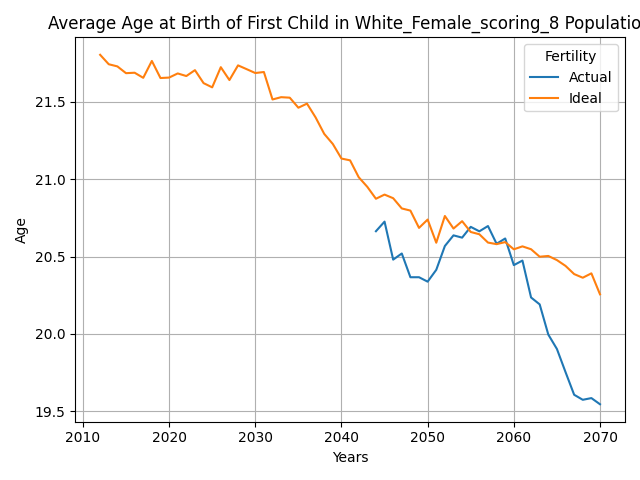 Average Age at Birth of First Child in White_Female_scoring_8 Populatio
Fertility
Actual
Ideal
21.5
21.0
20.5
20.0
19.5
Age
2010 2020 2030 2040 2050 2060 2070
Years